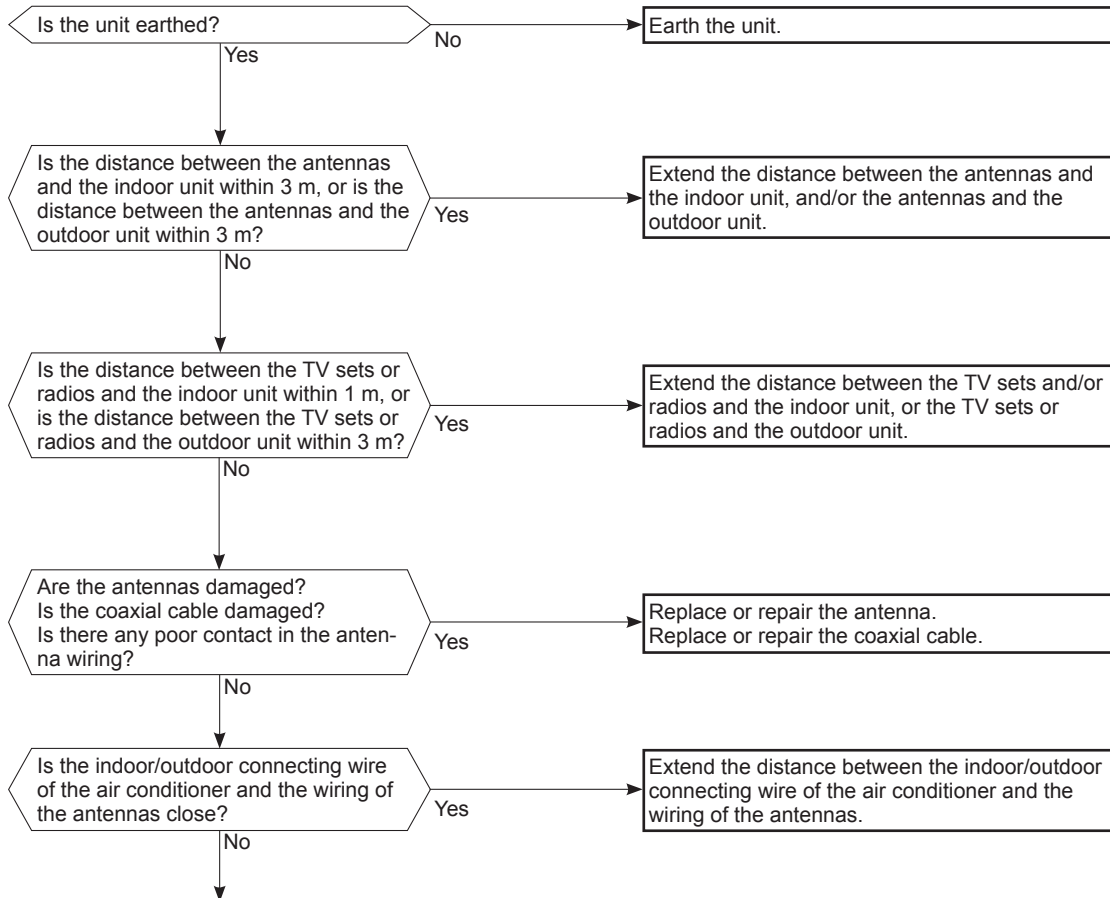 Is the unit earthed?
No
Earth the unit.
Yes
Is the distance between the antennas
and the indoor unit within 3 m, or is the
distance between the antennas and the
outdoor unit within 3 m?
Yes
Extend the distance between the antennas and
the indoor unit, and/or the antennas and the
outdoor unit.
No
Is the distance between the TV sets or
radios and the indoor unit within 1 m, or
is the distance between the TV sets or
radios and the outdoor unit within 3 m?
Yes
Extend the distance between the TV sets and/or
radios and the indoor unit, or the TV sets or
radios and the outdoor unit.
No
Are the antennas damaged?
Is the coaxial cable damaged?
Is there any poor contact in the anten-
na wiring?
Yes
Replace or repair the antenna.
Replace or repair the coaxial cable.
No
Is the indoor/outdoor connecting wire
of the air conditioner and the wiring of
the antennas close?
Yes
Extend the distance between the indoor/outdoor
connecting wire of the air conditioner and the
wiring of the antennas.
No